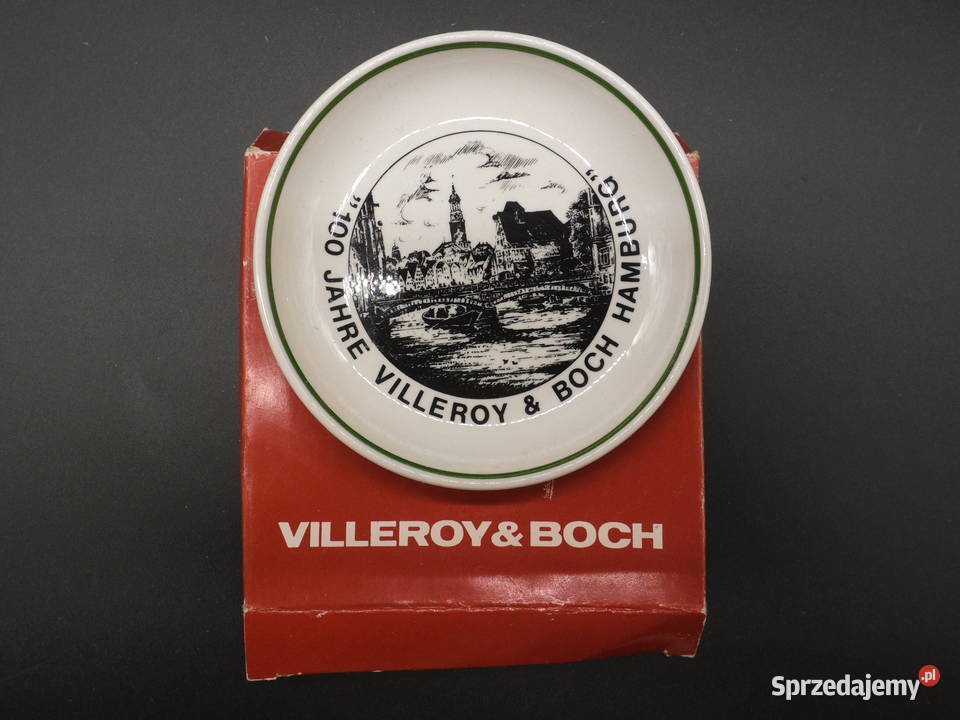 „100 JAHRE VILLEROY & BOCH HAMBURG”
VILLEROY&BOCH
Sprzedajemy.pl